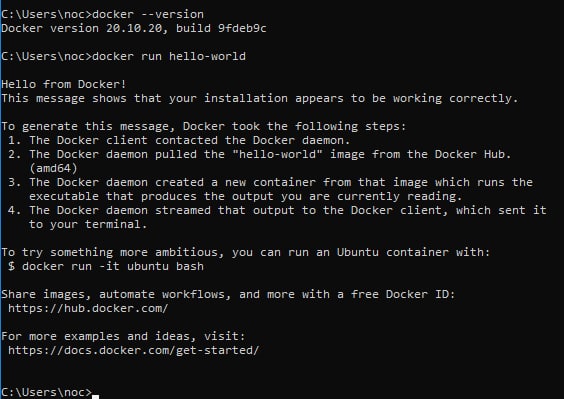 C:\Users\noc>docker --version
Docker version 20.10.20, build 9fdeb9c
C:\Users\noc>docker run hello-world
Hello from Docker!
This message shows that your installation appears to be working correctly.
To generate this message, Docker took the following steps:
1. The Docker client contacted the Docker daemon.
2. The Docker daemon pulled the "hello-world" image from the Docker Hub.
(amd64)
3. The Docker daemon created a new container from that image which runs the
executable that produces the output you are currently reading.
4. The Docker daemon streamed that output to the Docker client, which sent it
to your terminal.
To try something more ambitious, you can run an Ubuntu container with:
$ docker run -it ubuntu bash
Share images, automate workflows, and more with a free Docker ID:
https://hub.docker.com/
For more examples and ideas, visit:
https://docs.docker.com/get-started/
C:\Users\noc>